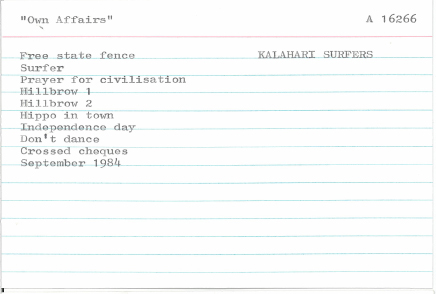 "Own Affairs" A 16266
Free state fence KALAHARI SURFERS
Surfer
Prayer for civilisation
Hillbrow 1
Hillbrow 2
Hippo in town
Independence day
Don't dance
Crossed cheques
September 1984